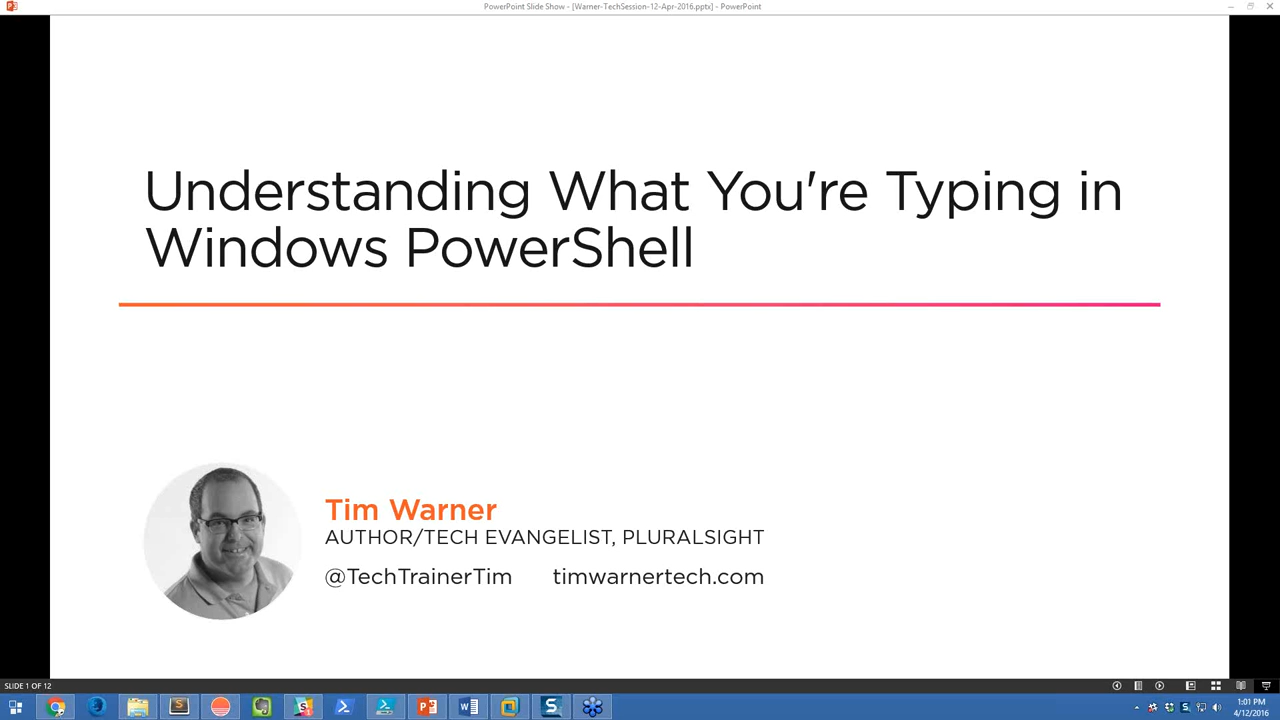 PowerPoint Slide Show - [Warner-TechSession-12-Apr-2016.pptx] - PowerPoint
Understanding What You're Typing in
Windows PowerShell
Tim Warner
AUTHOR/TECH EVANGELIST, PLURALSIGHT
@TechTrainerTim timwarnertech.com
SLIDE 1 OF 12
1:01 PM
4/12/2016